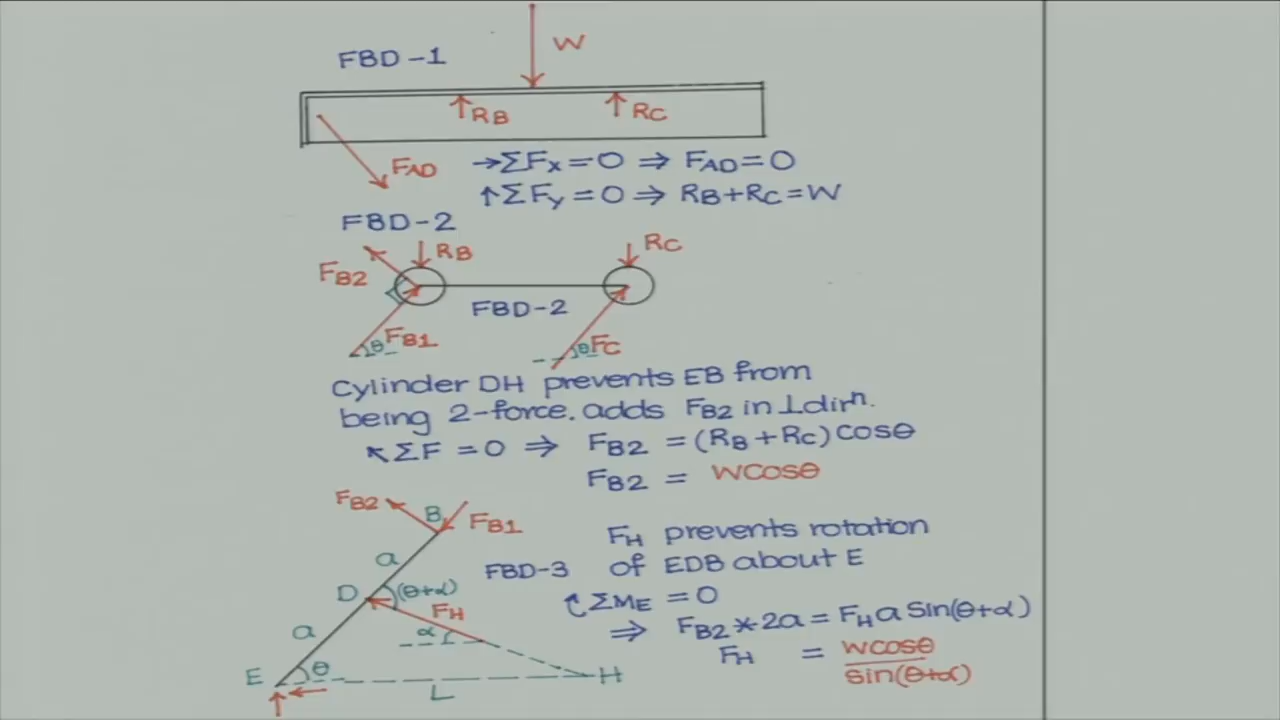 FBD-1
W
RB
RC
FAD
→ΣFx=0 ⇒ FAD=0
↑ΣFy=0 ⇒ RB+RC=W
FBD-2
RB
RC
FB2
FBD-2
θ
FB1
θ
FC
Cylinder DH prevents EB from
being 2-force. adds FB2 in ⊥dirⁿ.
↖ΣF=0 ⇒ FB2 =(RB+RC)cosθ
FB2 = Wcosθ
FB2
B
FB1
FH prevents rotation
a
FBD-3
of EDB about E
D
(θ+α)
FH
ΣME=0
a
α
⇒ FB2*2a=FHa Sin(θ+α)
FH = Wcosθ
sin(θ+α)
E
θ
H
L